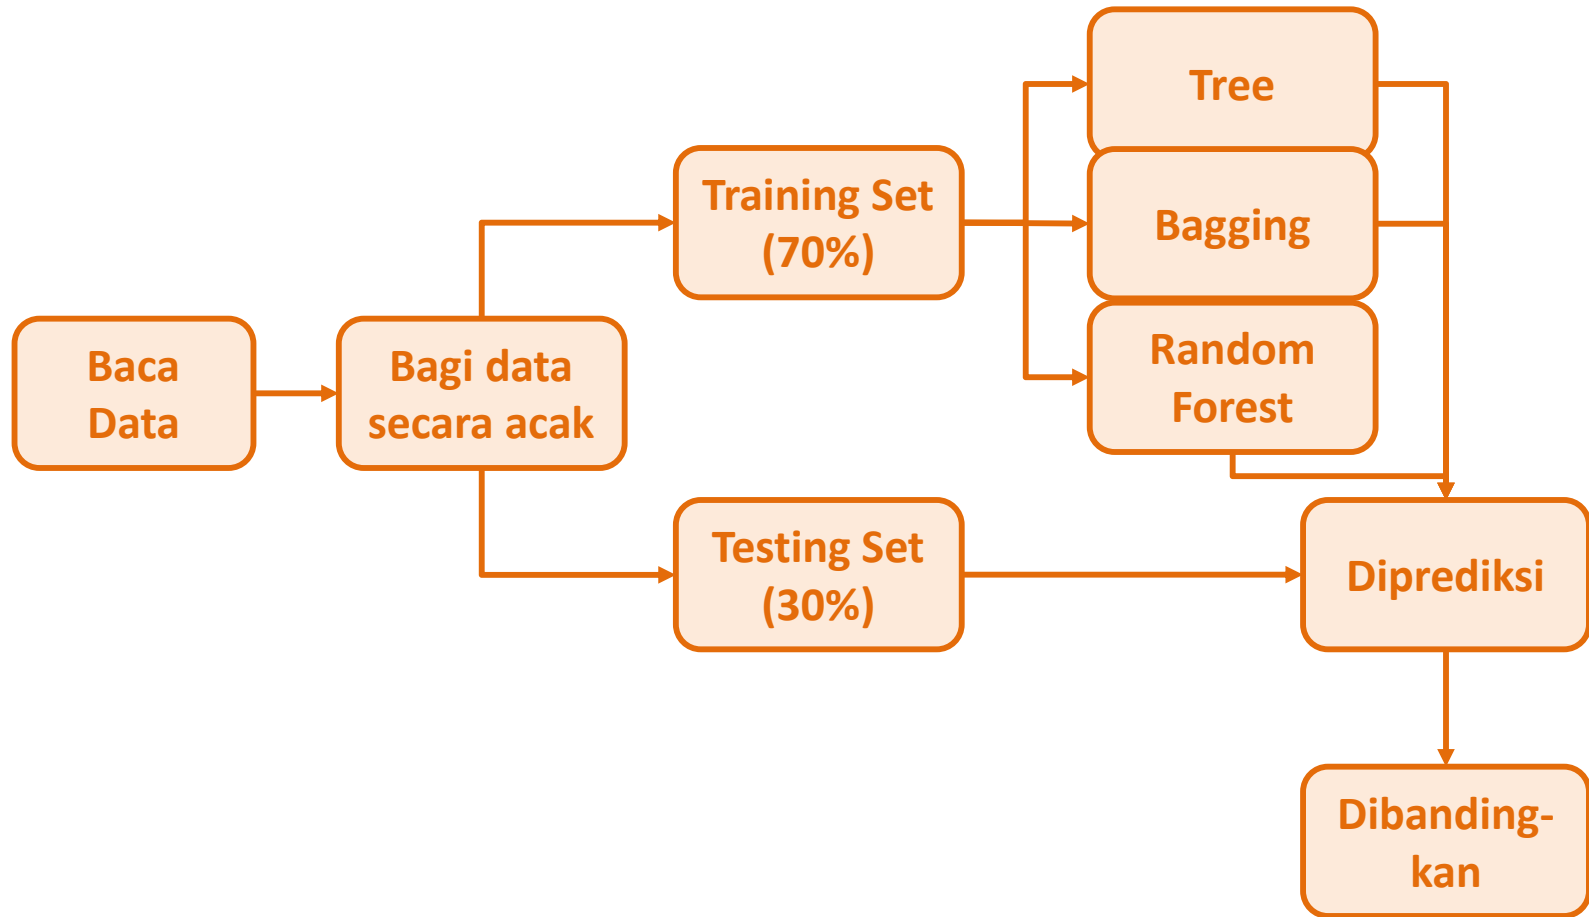 Baca
Data
Bagi data
secara acak
Training Set
(70%)
Testing Set
(30%)
Tree
Bagging
Random
Forest
Diprediksi
Dibanding-
kan